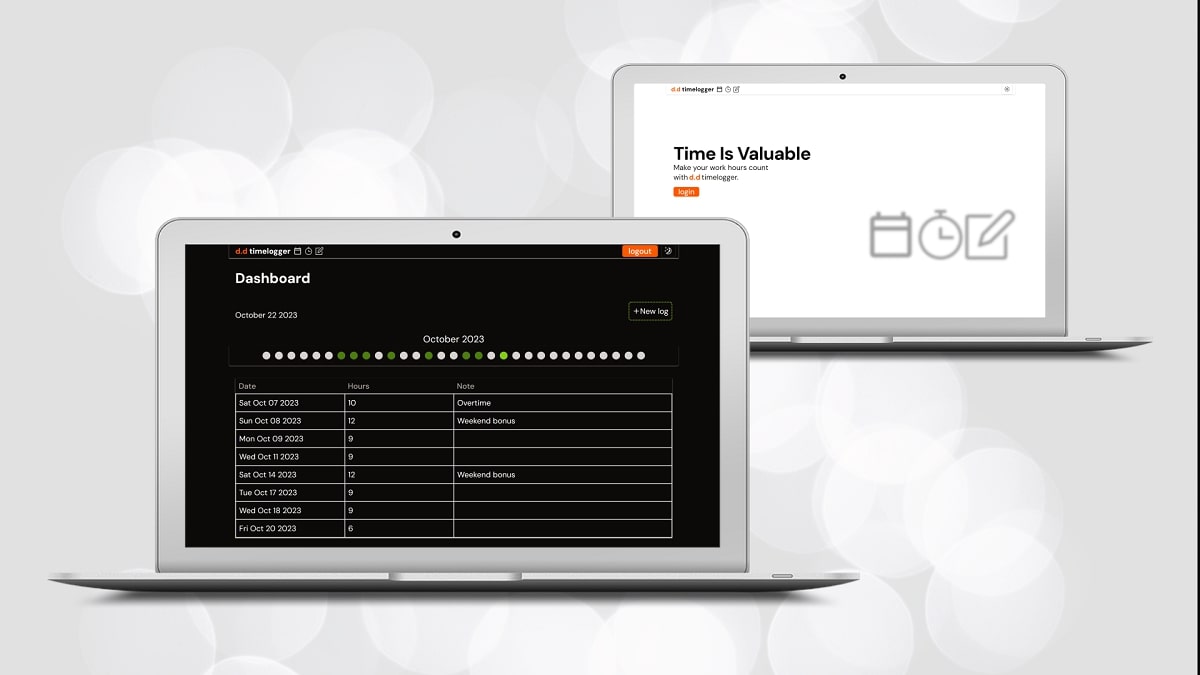 d.d timelogger
Time Is Valuable
Make your work hours count
with d.d timelogger.
login
d.d timelogger
logout
Dashboard
October 22 2023
+New log
October 2023
Date Hours Note
Sat Oct 07 2023 10 Overtime
Sun Oct 08 2023 12 Weekend bonus
Mon Oct 09 2023 9
Wed Oct 11 2023 9
Sat Oct 14 2023 12 Weekend bonus
Tue Oct 17 2023 9
Wed Oct 18 2023 9
Fri Oct 20 2023 6